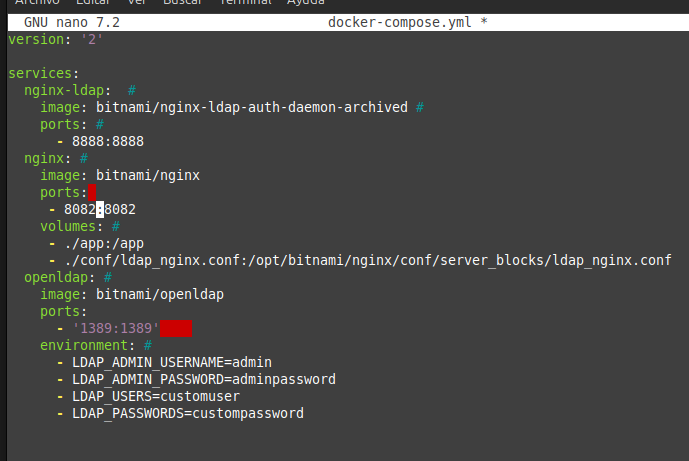 Archivo Editar Ver Buscar Terminal Ayuda
GNU nano 7.2 docker-compose.yml *
version: '2'
services:
nginx-ldap: #
image: bitnami/nginx-ldap-auth-daemon-archived #
ports: #
- 8888:8888
nginx: #
image: bitnami/nginx
ports:
- 8082:8082
volumes: #
- ./app:/app
- ./conf/ldap_nginx.conf:/opt/bitnami/nginx/conf/server_blocks/ldap_nginx.conf
openldap: #
image: bitnami/openldap
ports:
- '1389:1389'
environment: #
- LDAP_ADMIN_USERNAME=admin
- LDAP_ADMIN_PASSWORD=adminpassword
- LDAP_USERS=customuser
- LDAP_PASSWORDS=custompassword